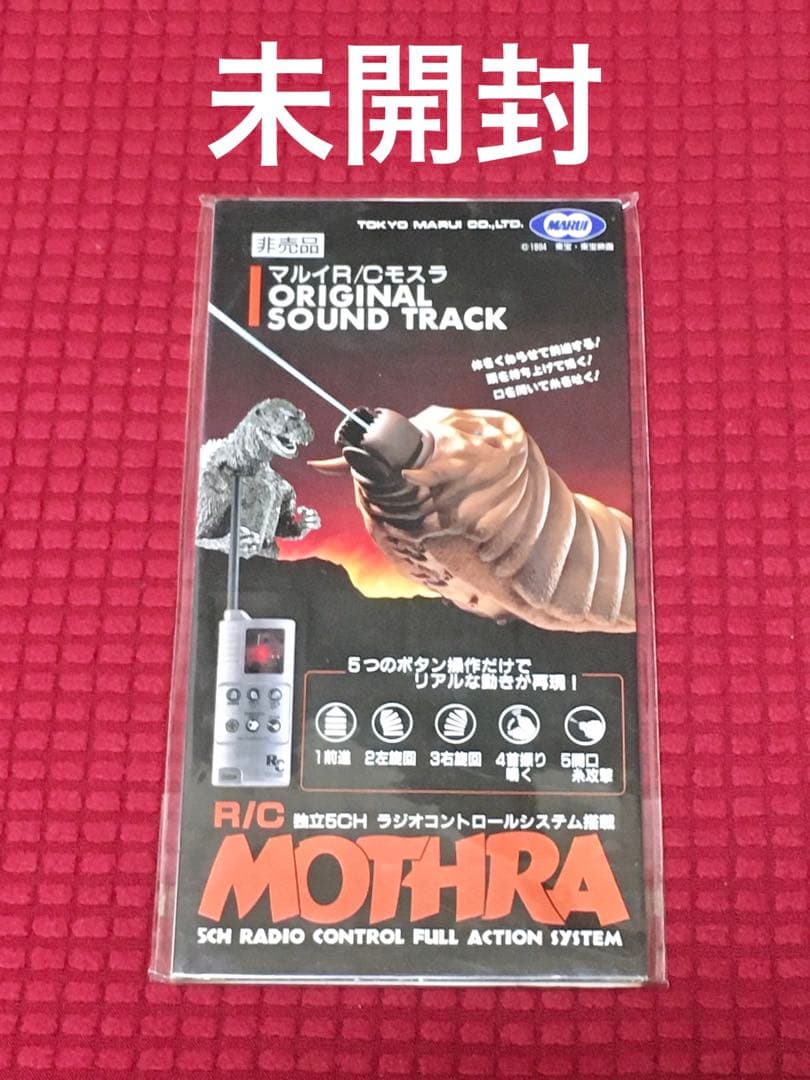 未開封
TOKYO MARUI CO.,LTD.
MARUI
非売品
©1994 東宝・東宝映画
マルイR/Cモスラ
ORIGINAL
SOUND TRACK
体をくねらせて前進する!
頭を持ち上げて鳴く!
口を開いて糸を吐く!
5つのボタン操作だけで
リアルな動きが再現!
1前進 2左旋回 3右旋回 4首振り鳴く 5開口糸攻撃
RC
R/C 独立5CH ラジオコントロールシステム搭載
MOTHRA
5CH RADIO CONTROL FULL ACTION SYSTEM